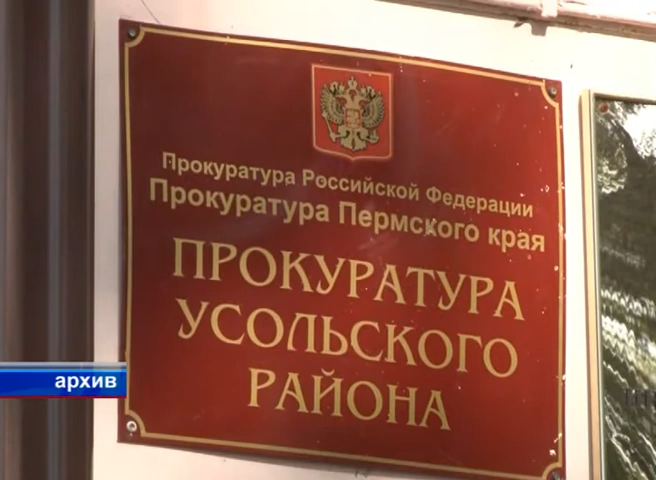 Прокуратура Российской Федерации
Прокуратура Пермского края
ПРОКУРАТУРА
УСОЛЬСКОГО
РАЙОНА
архив